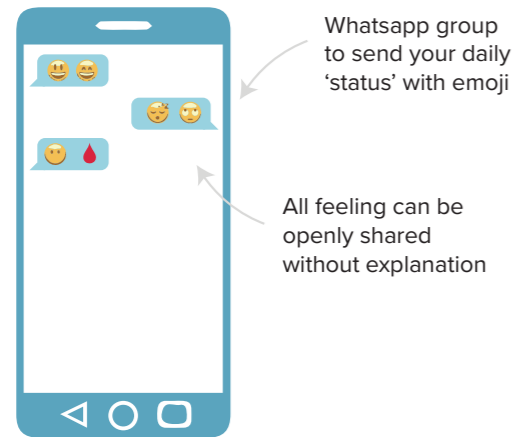 Whatsapp group
to send your daily
‘status’ with emoji
All feeling can be
openly shared
without explanation